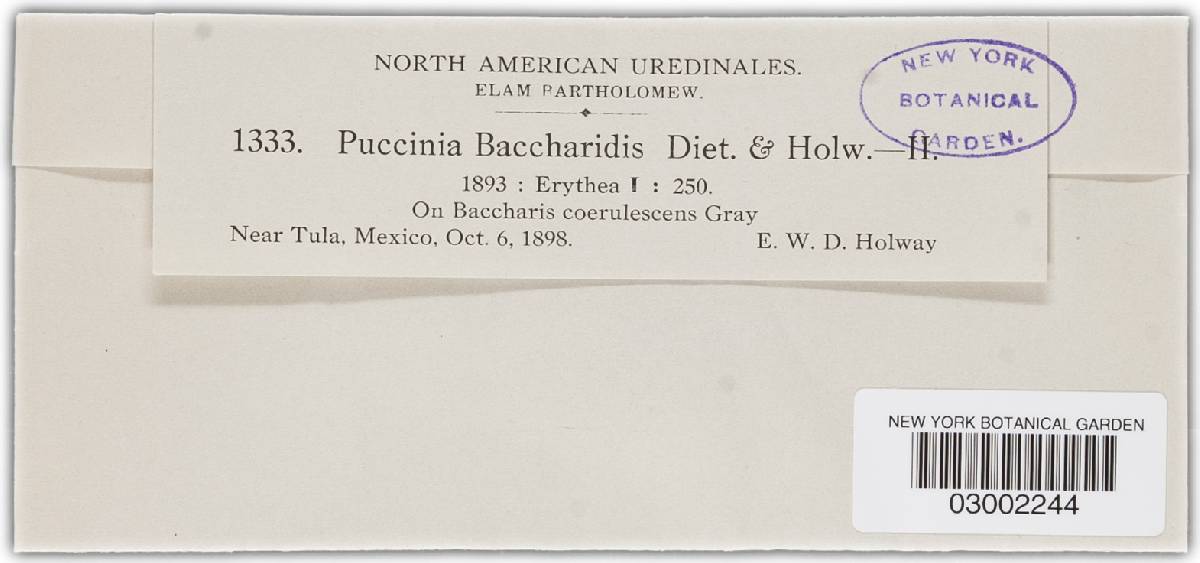 NORTH AMERICAN UREDINALES.
ELAM BARTHOLOMEW.
NEW YORK
BOTANICAL
GARDEN.
1333. Puccinia Baccharidis Diet. & Holw.—II.
1893 : Erythea I : 250.
On Baccharis coerulescens Gray
Near Tula, Mexico, Oct. 6, 1898. E. W. D. Holway
NEW YORK BOTANICAL GARDEN
03002244